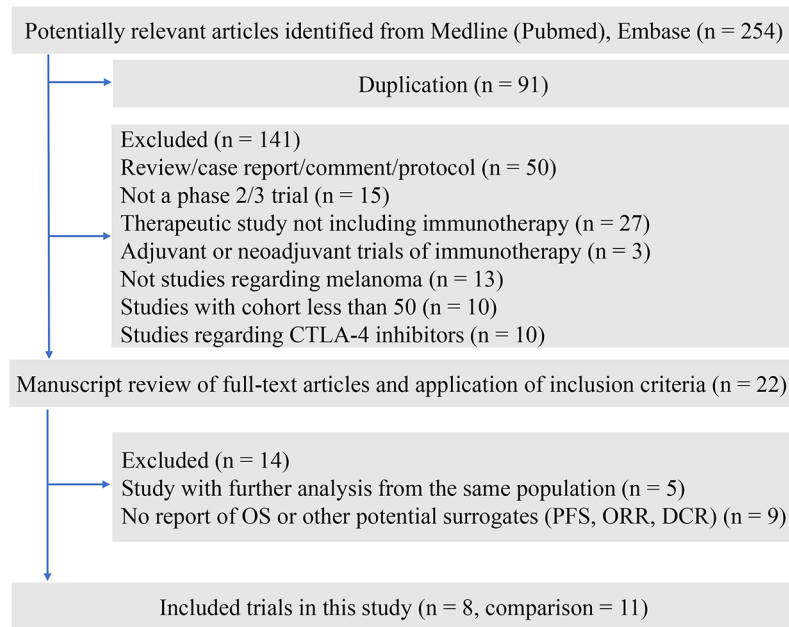 Potentially relevant articles identified from Medline (Pubmed), Embase (n = 254)
Duplication (n = 91)
Excluded (n = 141)
Review/case report/comment/protocol (n = 50)
Not a phase 2/3 trial (n = 15)
Therapeutic study not including immunotherapy (n = 27)
Adjuvant or neoadjuvant trials of immunotherapy (n = 3)
Not studies regarding melanoma (n = 13)
Studies with cohort less than 50 (n = 10)
Studies regarding CTLA-4 inhibitors (n = 10)
Manuscript review of full-text articles and application of inclusion criteria (n = 22)
Excluded (n = 14)
Study with further analysis from the same population (n = 5)
No report of OS or other potential surrogates (PFS, ORR, DCR) (n = 9)
Included trials in this study (n = 8, comparison = 11)